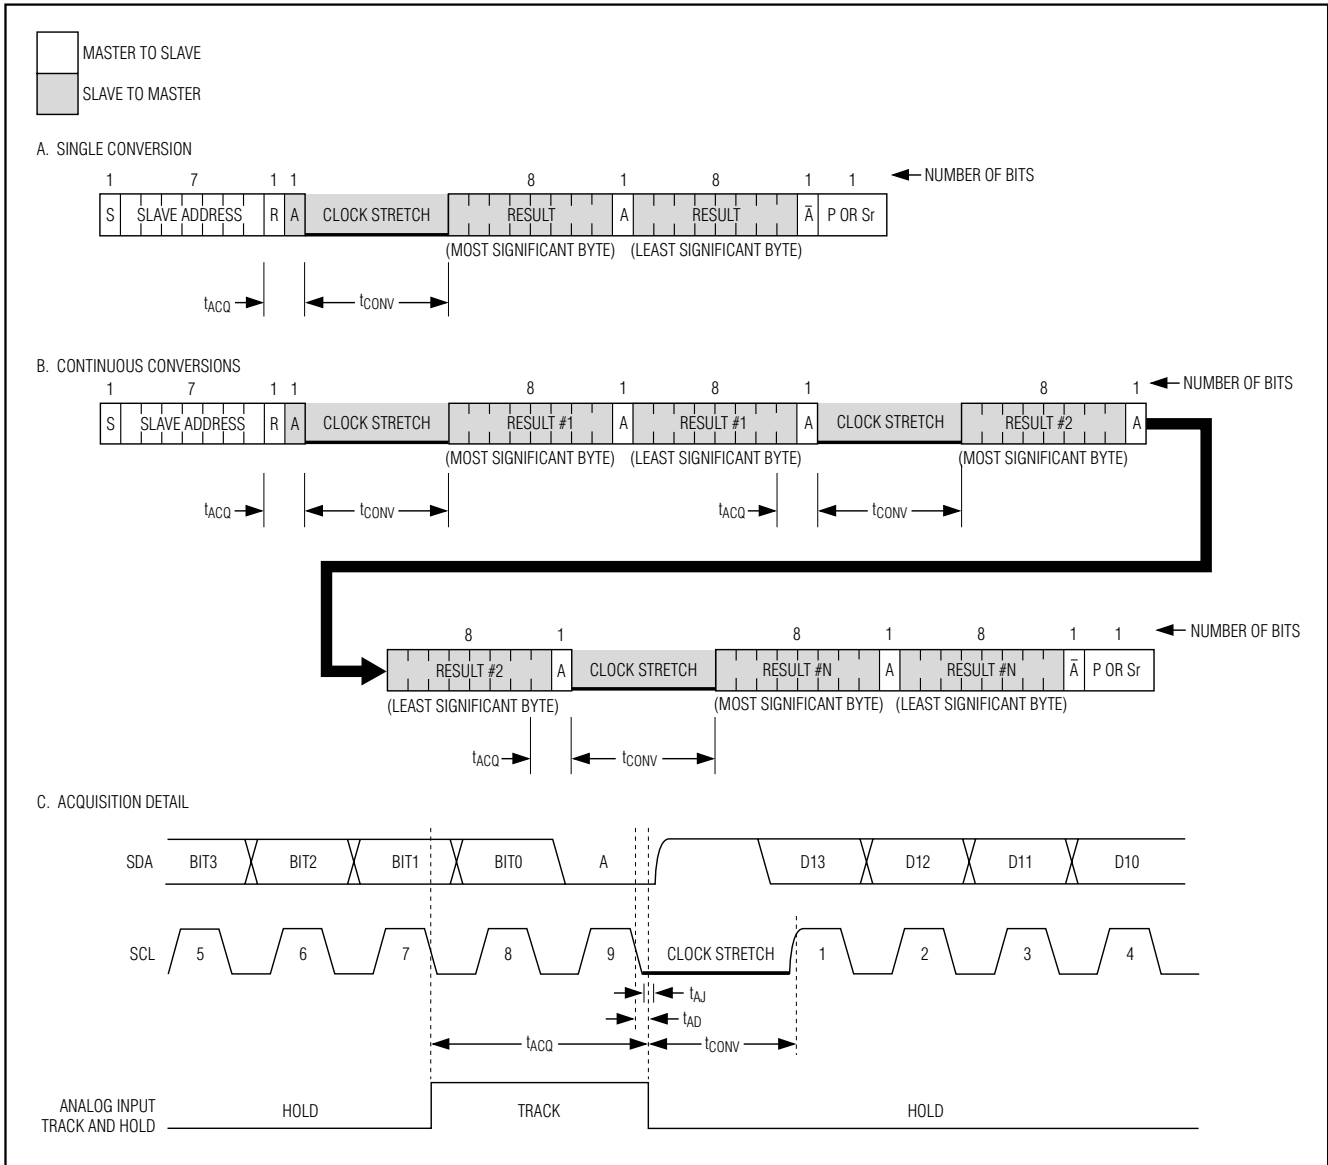 MASTER TO SLAVE
SLAVE TO MASTER
A. SINGLE CONVERSION
1 7 1 1 8 1 8 1 1 NUMBER OF BITS
S SLAVE ADDRESS R A CLOCK STRETCH RESULT A RESULT A̅ P OR Sr
(MOST SIGNIFICANT BYTE) (LEAST SIGNIFICANT BYTE)
tACQ tCONV
B. CONTINUOUS CONVERSIONS
1 7 1 1 8 1 8 1 8 1 NUMBER OF BITS
S SLAVE ADDRESS R A CLOCK STRETCH RESULT #1 A RESULT #1 A CLOCK STRETCH RESULT #2 A
(MOST SIGNIFICANT BYTE) (LEAST SIGNIFICANT BYTE) (MOST SIGNIFICANT BYTE)
tACQ tCONV tACQ tCONV
8 1 8 1 8 1 1 NUMBER OF BITS
RESULT #2 A CLOCK STRETCH RESULT #N A RESULT #N A̅ P OR Sr
(LEAST SIGNIFICANT BYTE) (MOST SIGNIFICANT BYTE) (LEAST SIGNIFICANT BYTE)
tACQ tCONV
C. ACQUISITION DETAIL
SDA BIT3 BIT2 BIT1 BIT0 A D13 D12 D11 D10
SCL 5 6 7 8 9 CLOCK STRETCH 1 2 3 4
tAJ
tAD
tACQ tCONV
ANALOG INPUT
TRACK AND HOLD
HOLD TRACK HOLD